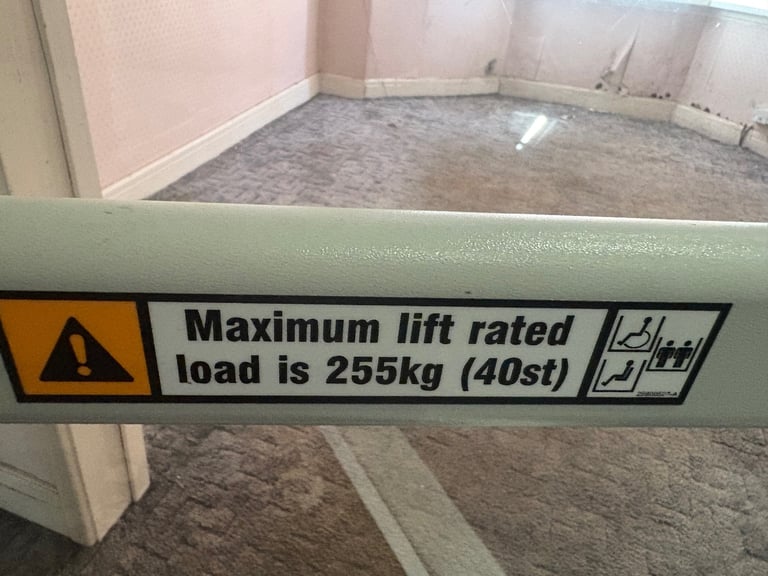 Maximum lift rated
load is 255kg (40st)